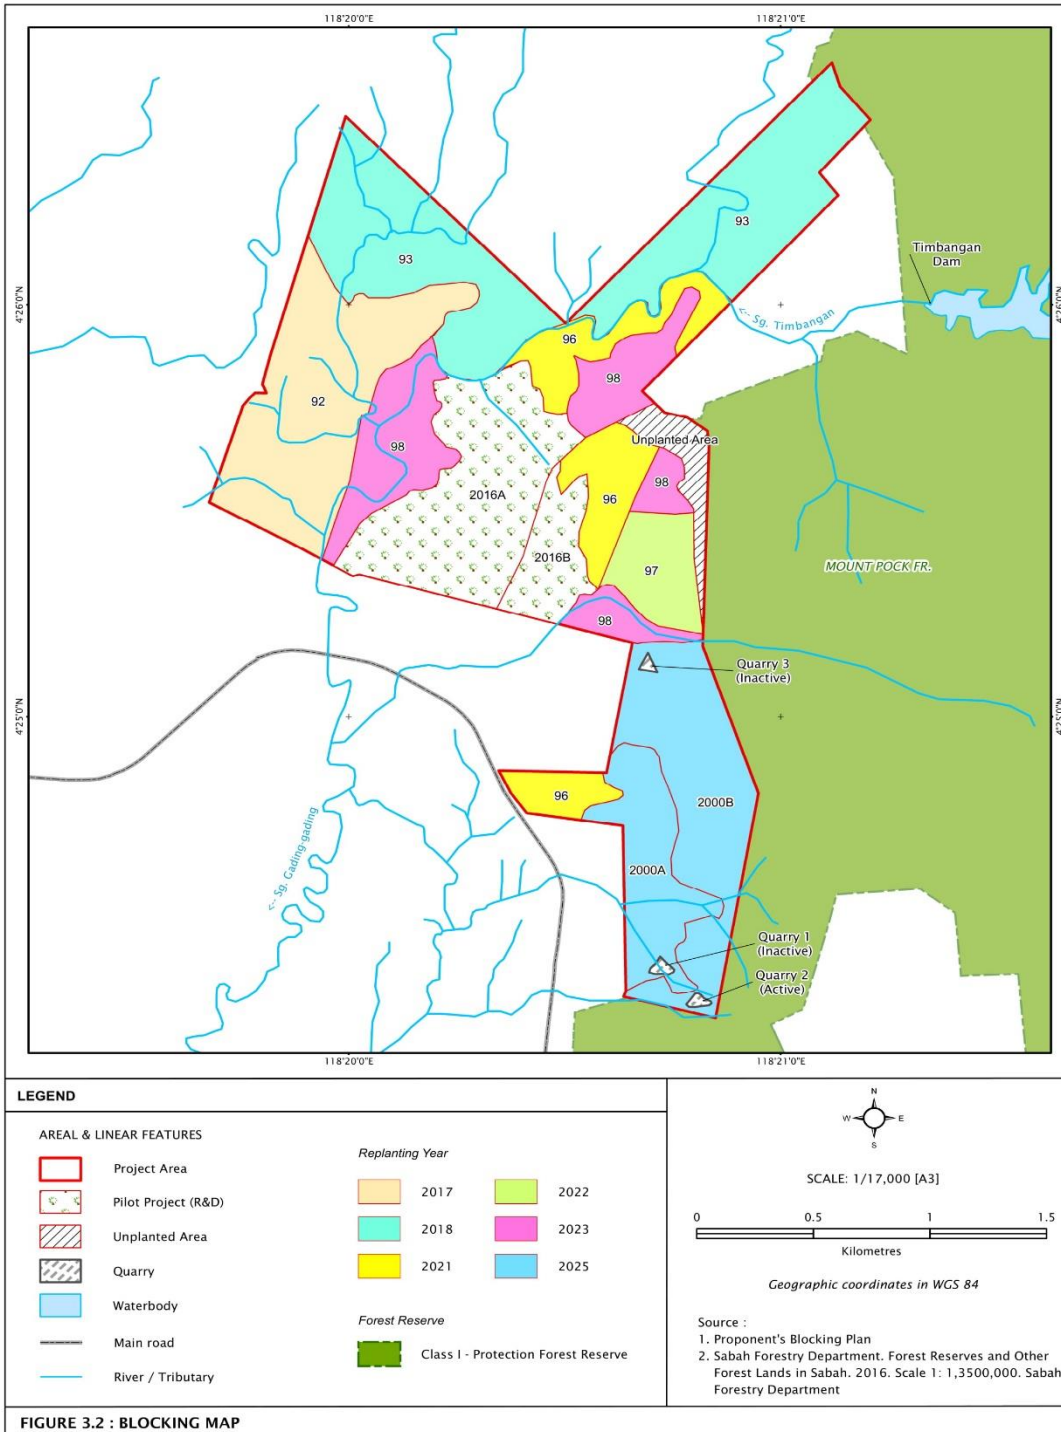 118°20'0"E
118°21'0"E
93
93
Timbangan
Dam
4°26'0"N
4°26'0"N
<-- Sg. Timbangan
96
98
92
98
Unplanted Area
98
2016A
96
2016B
97
MOUNT POCK FR.
98
Quarry 3
(Inactive)
4°25'0"N
4°25'0"N
96
2000B
<-- Sg. Gading-gading
2000A
Quarry 1
(Inactive)
Quarry 2
(Active)
118°20'0"E
118°21'0"E
LEGEND
AREAL & LINEAR FEATURES
Project Area
Pilot Project (R&D)
Unplanted Area
Quarry
Waterbody
Main road
River / Tributary
Replanting Year
2017
2022
2018
2023
2021
2025
Forest Reserve
Class I - Protection Forest Reserve
N
W
E
S
SCALE: 1/17,000 [A3]
0 0.5 1 1.5
Kilometres
Geographic coordinates in WGS 84
Source :
1. Proponent's Blocking Plan
2. Sabah Forestry Department. Forest Reserves and Other
Forest Lands in Sabah. 2016. Scale 1: 1,3500,000. Sabah
Forestry Department
FIGURE 3.2 : BLOCKING MAP